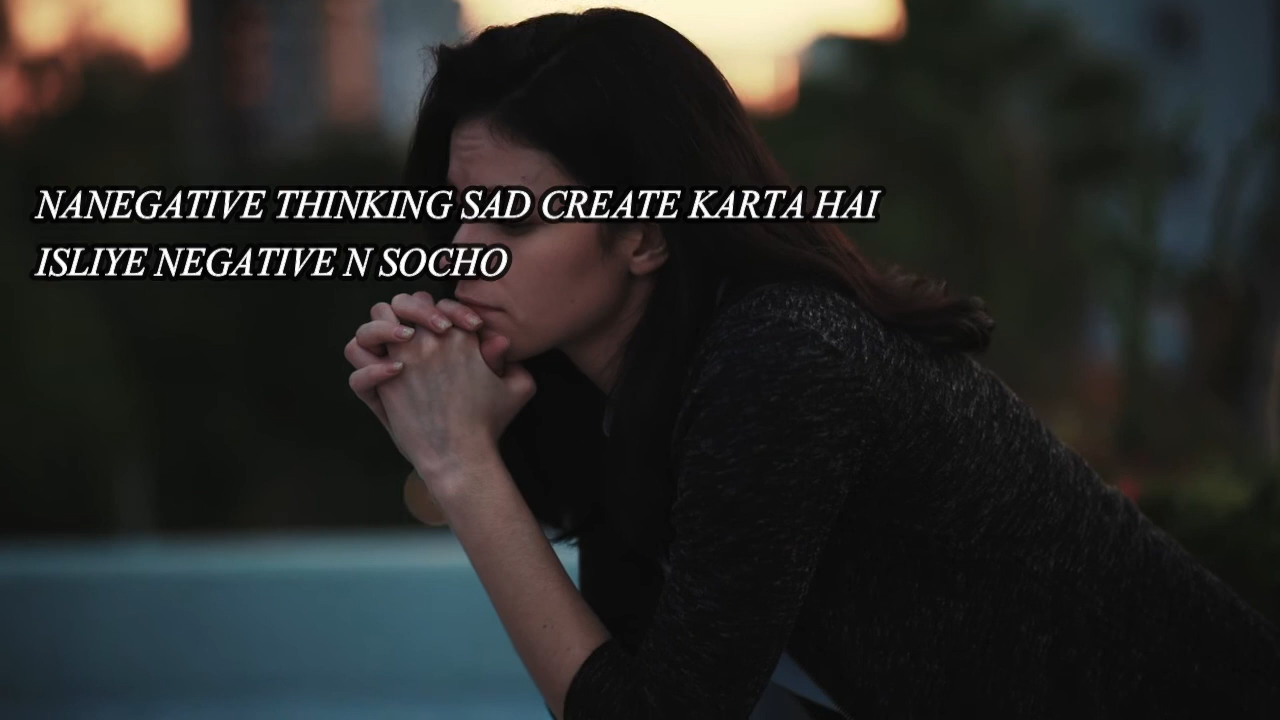 NANEGATIVE THINKING SAD CREATE KARTA HAI
ISLIYE NEGATIVE N SOCHO